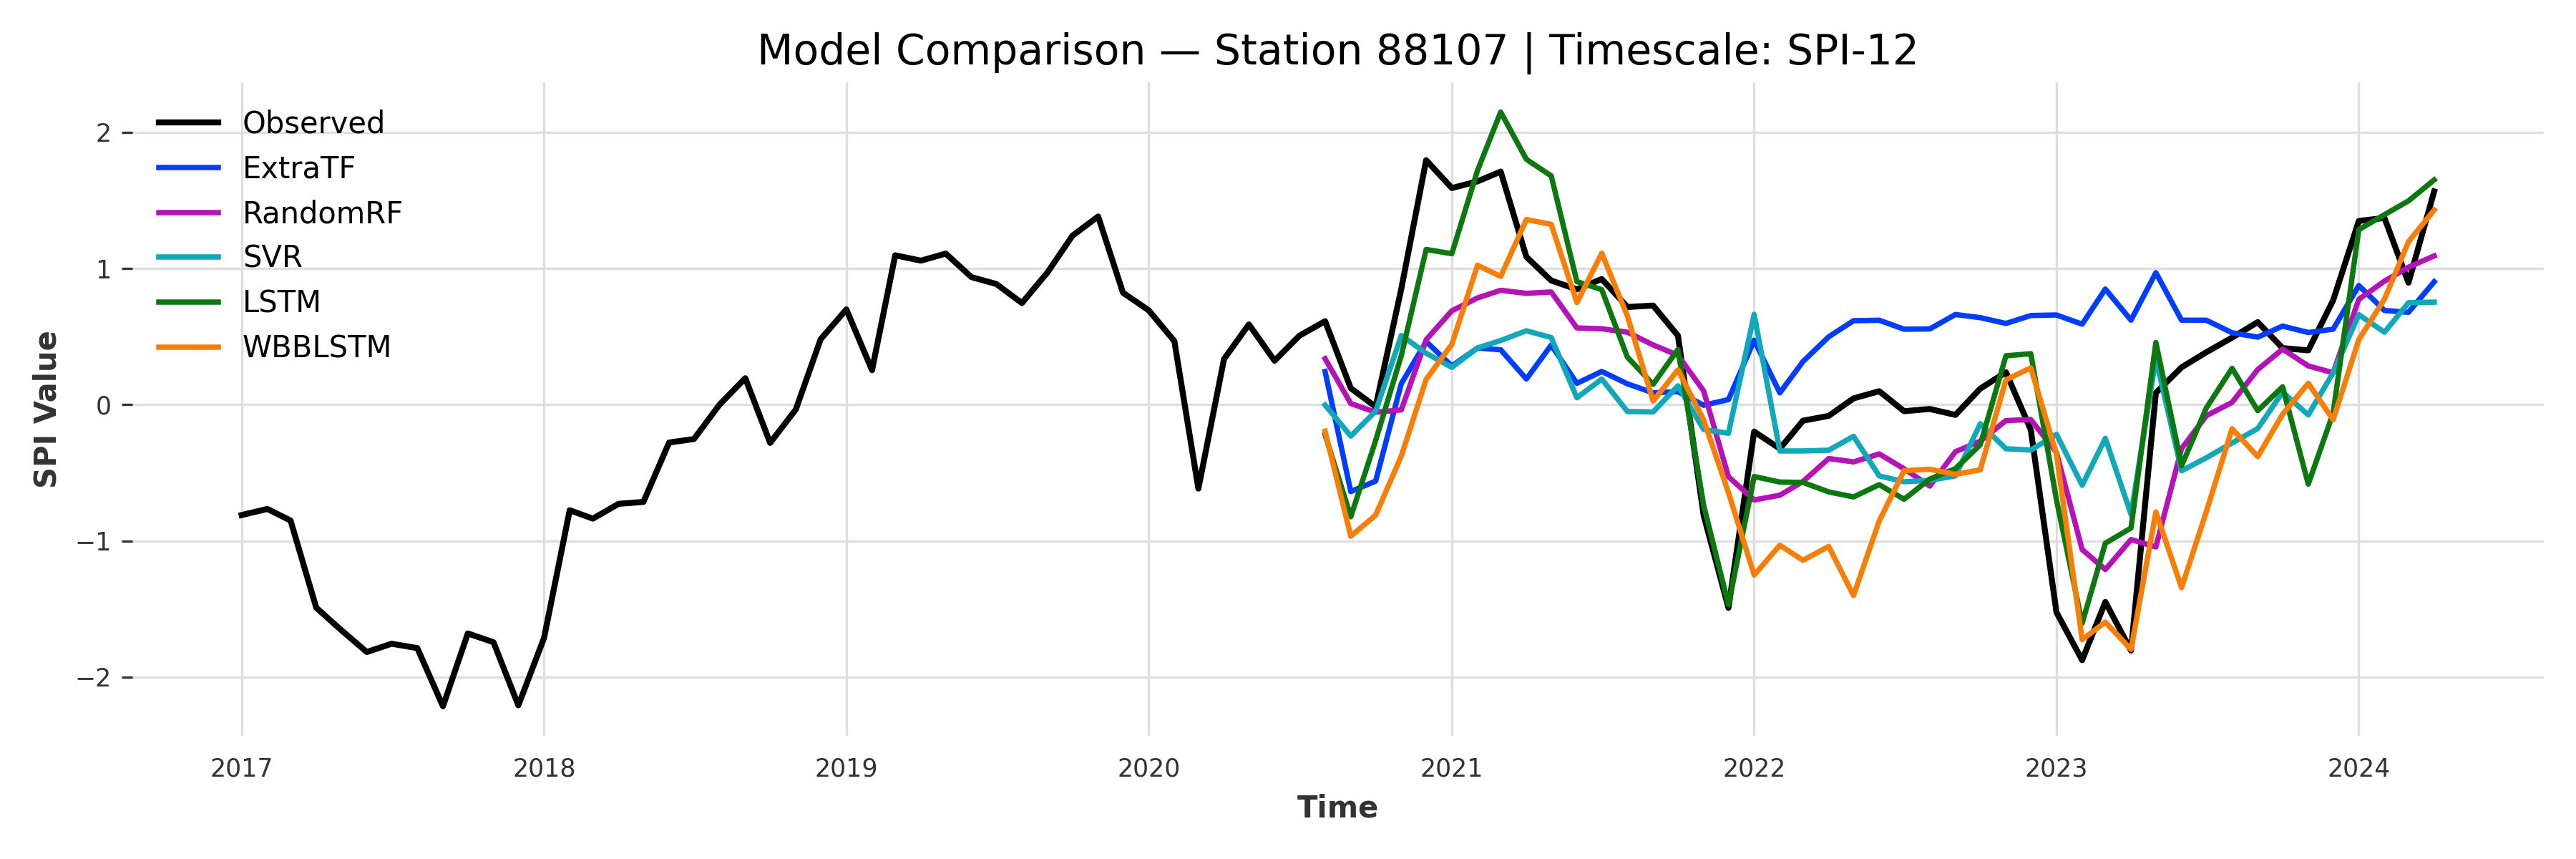 Model Comparison — Station 88107 | Timescale: SPI-12
Observed
ExtraTF
RandomRF
SVR
LSTM
WBBLSTM
SPI Value
2
1
0
−1
−2
2017 2018 2019 2020 2021 2022 2023 2024
Time